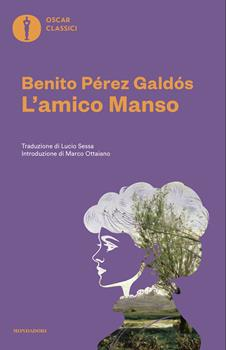 OSCAR
CLASSICI
Benito Pérez Galdós
L'amico Manso
Traduzione di Lucio Sessa
Introduzione di Marco Ottaiano
MONDADORI